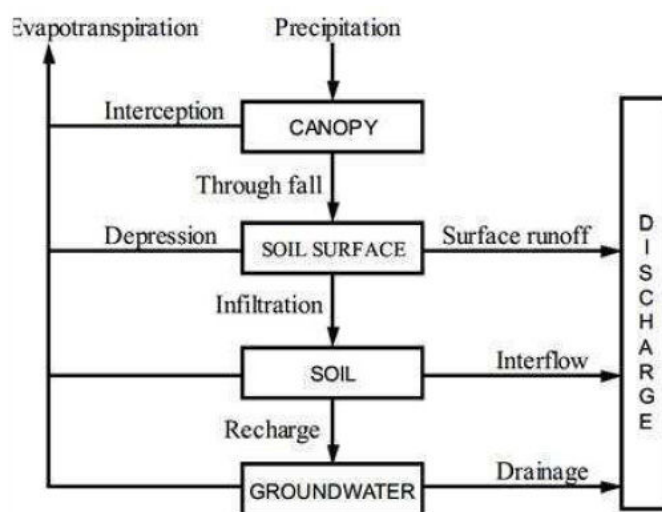 Evapotranspiration
Precipitation
Interception
CANOPY
Through fall
Depression
SOIL SURFACE
Surface runoff
Infiltration
SOIL
Interflow
Recharge
GROUNDWATER
Drainage
DISCHARGE